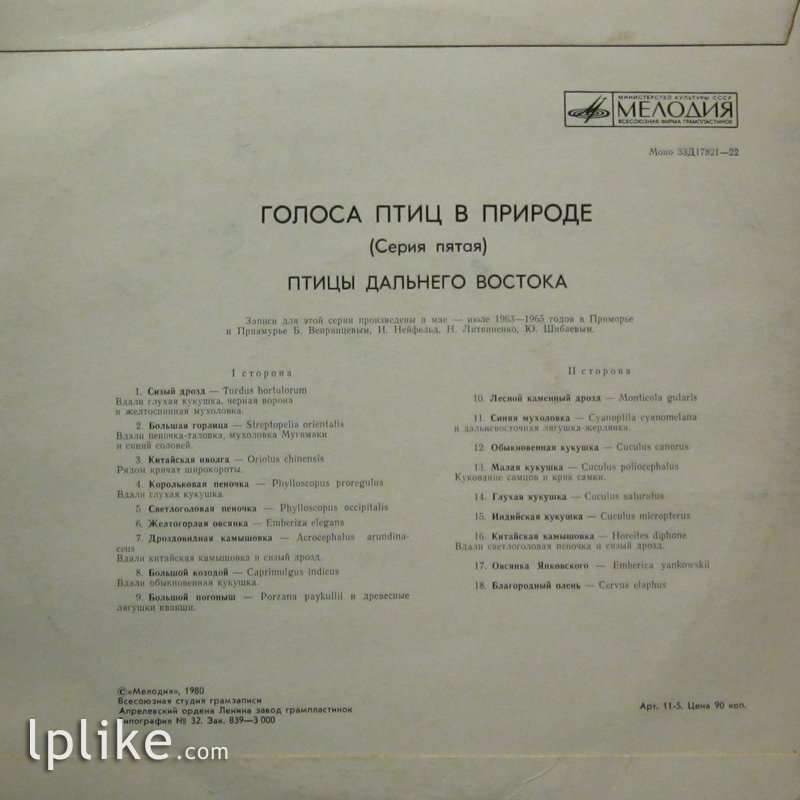 МИНИСТЕРСТВО КУЛЬТУРЫ СССР
МЕЛОДИЯ
ВСЕСОЮЗНАЯ ФИРМА ГРАМПЛАСТИНОК
Моно 33Д17821—22
ГОЛОСА ПТИЦ В ПРИРОДЕ
(Серия пятая)
ПТИЦЫ ДАЛЬНЕГО ВОСТОКА
Записи для этой серии произведены в мае — июле 1963—1965 годов в Приморье
и Приамурье Б. Вепринцевым, И. Нейфельд, Н. Литвиненко, Ю. Шибаевым.
I сторона
1. Сизый дрозд — Turdus hortulorum
Вдали глухая кукушка, черная ворона
и желтоспинная мухоловка.
2. Большая горлица — Streptopelia orientalis
Вдали пеночка-таловка, мухоловка Мугимаки
и синий соловей.
3. Китайская иволга — Oriolus chinensis
Рядом кричат широкороты.
4. Корольковая пеночка — Phylloscopus proregulus
Вдали глухая кукушка.
5. Светлоголовая пеночка — Phylloscopus occipitalis
6. Желтогорлая овсянка — Emberiza elegans
7. Дроздовидная камышовка — Acrocephalus arundina-
ceus
Вдали китайская камышовка и сизый дрозд.
8. Большой козодой — Caprimulgus indicus
Вдали обыкновенная кукушка.
9. Большой погоныш — Porzana paykullii и древесные
лягушки квакши.
II сторона
10. Лесной каменный дрозд — Monticola gularis
11. Синяя мухоловка — Cyanoptila cyanomelana
и дальневосточная лягушка-жерлянка.
12. Обыкновенная кукушка — Cuculus canorus
13. Малая кукушка — Cuculus poliocephalus
Кукование самцов и крик самки.
14. Глухая кукушка — Cuculus saturatus
15. Индийская кукушка — Cuculus micropterus
16. Китайская камышовка — Horeites diphone
Вдали светлоголовая пеночка и сизый дрозд.
17. Овсянка Янковского — Emberiza yankowskii
18. Благородный олень — Cervus elaphus
© «Мелодия», 1980
Всесоюзная студия грамзаписи
Апрелевский ордена Ленина завод грампластинок
Типография № 32. Зак. 839—3 000
Арт. 11-5. Цена 90 коп.
lplike.com